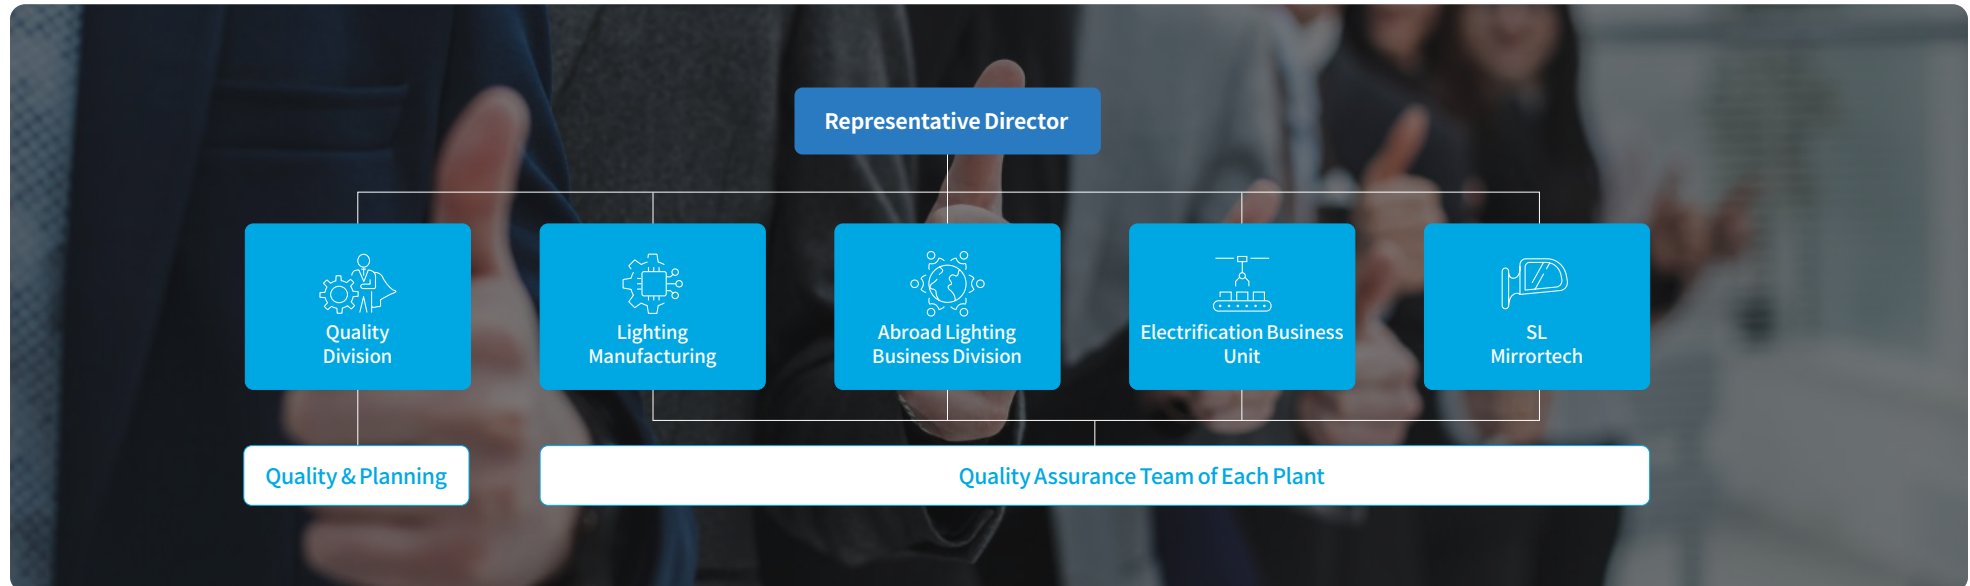 Representative Director
Quality
Division
Lighting
Manufacturing
Abroad Lighting
Business Division
Electrification Business
Unit
SL
Mirrortech
Quality & Planning
Quality Assurance Team of Each Plant